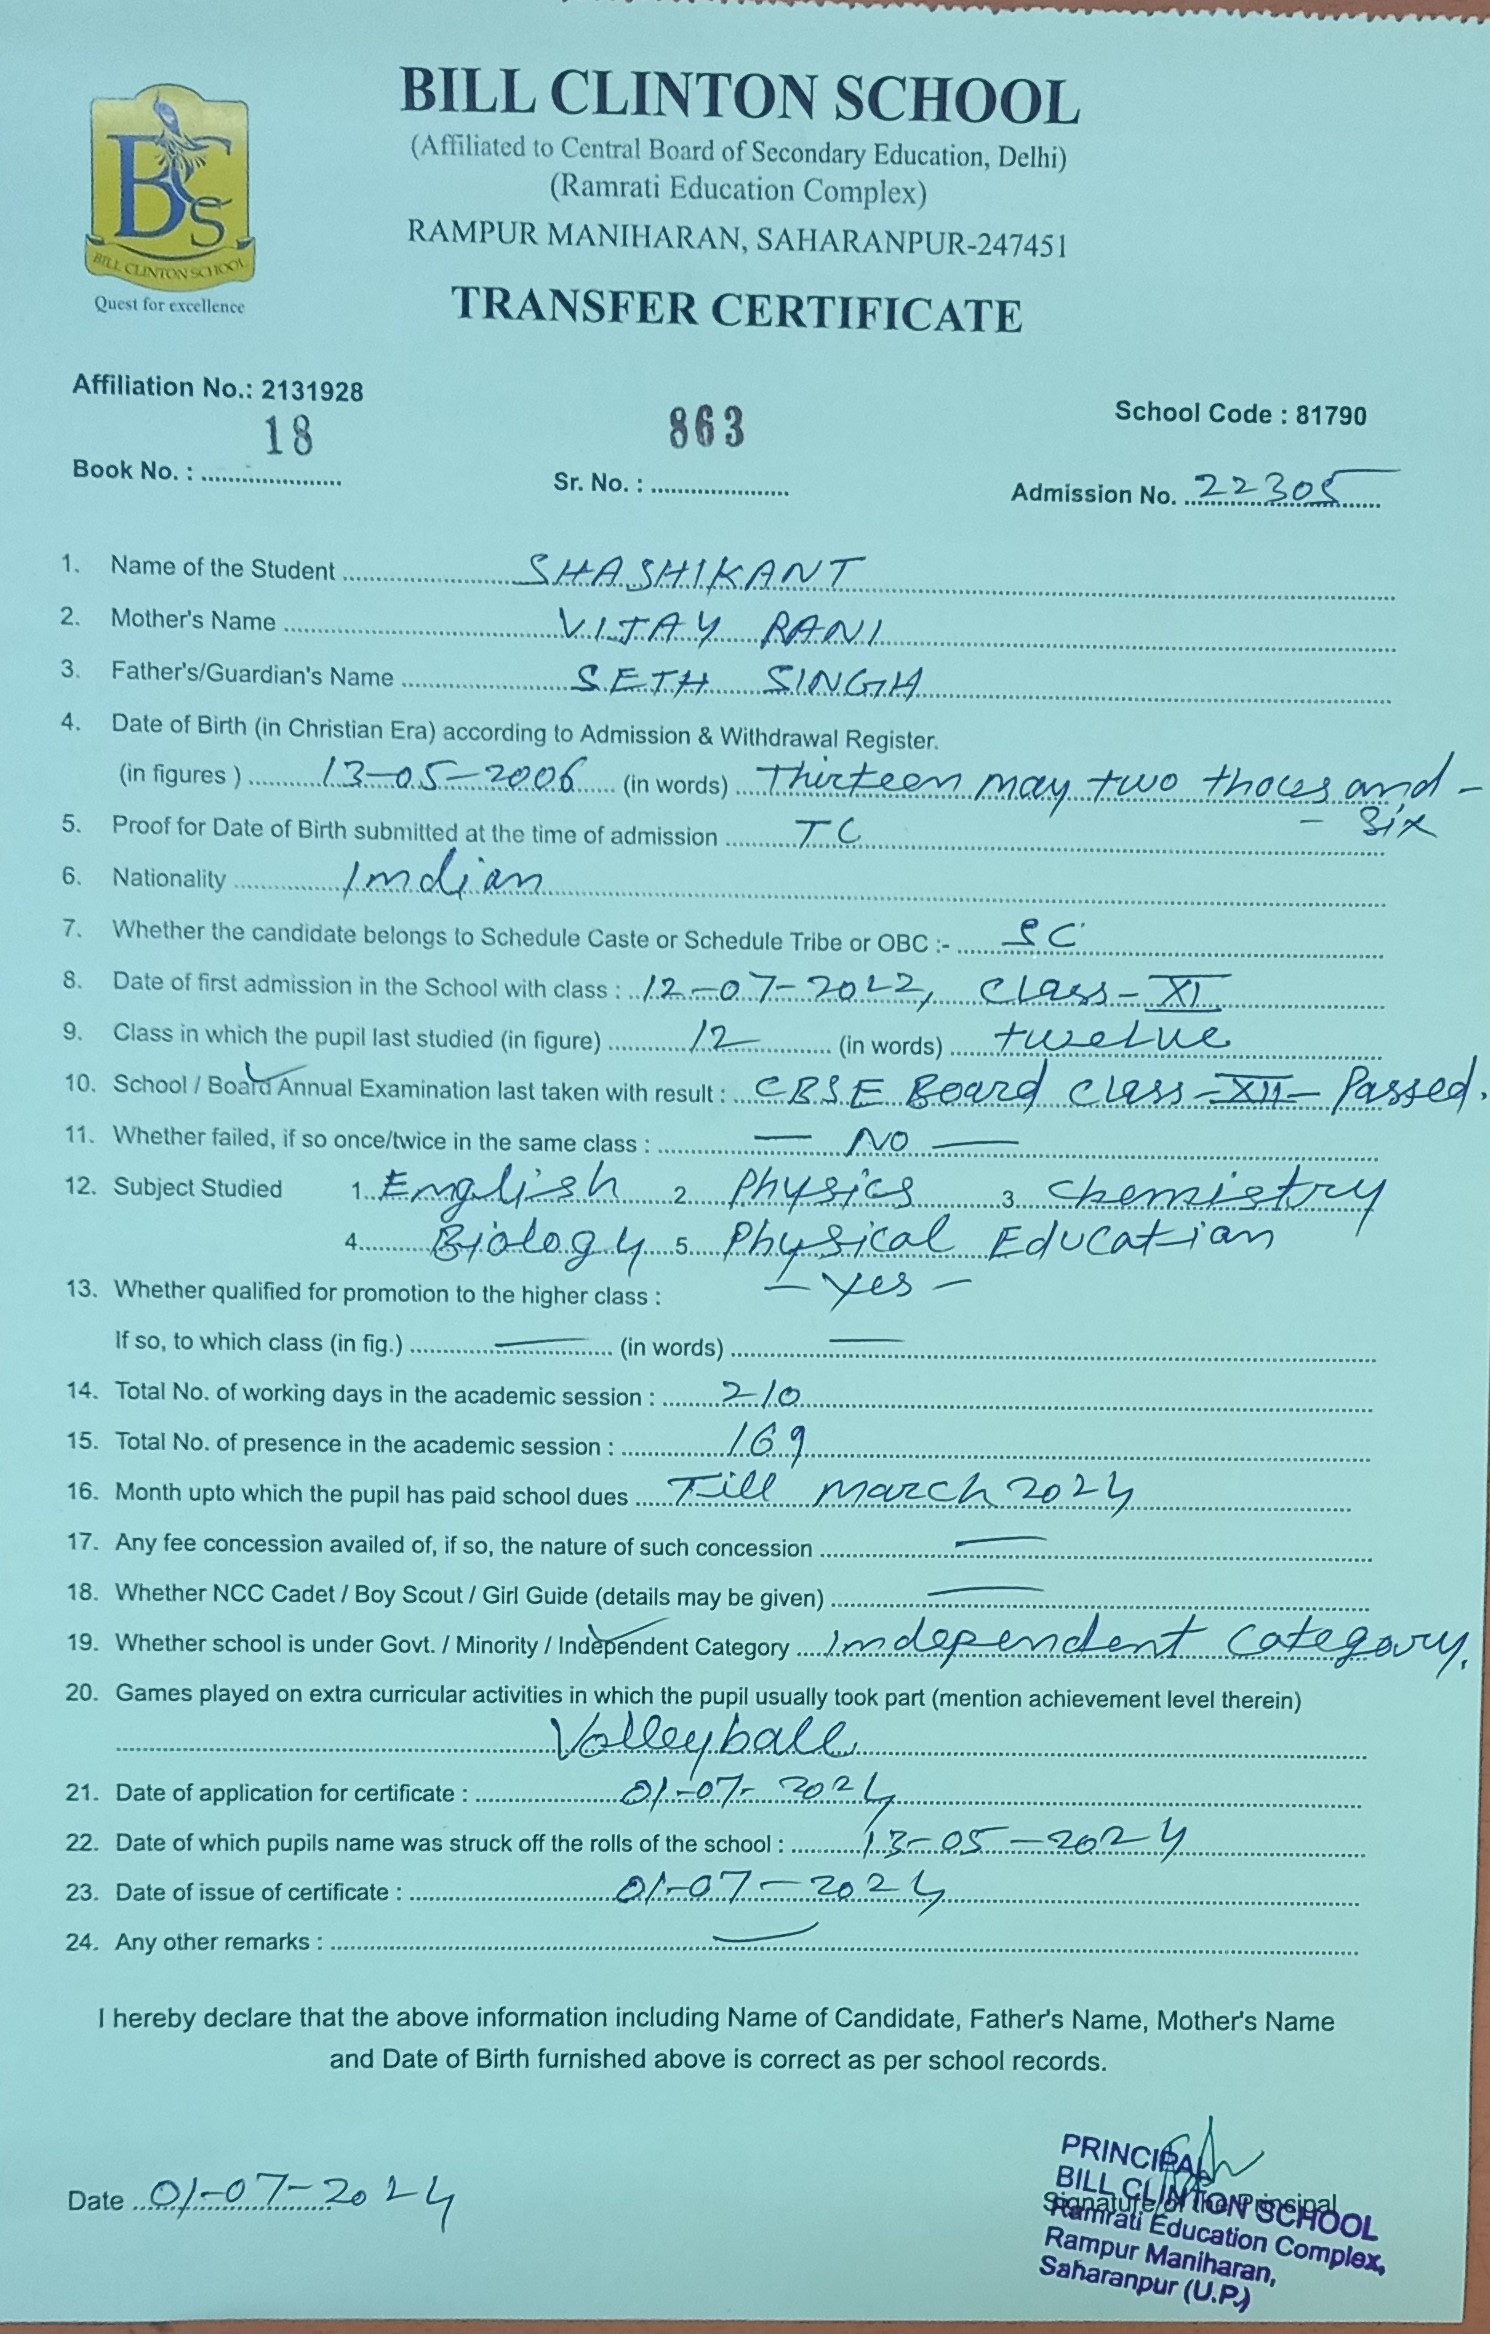 BILL CLINTON SCHOOL
(Affiliated to Central Board of Secondary Education, Delhi)
(Ramrati Education Complex)
RAMPUR MANIHARAN, SAHARANPUR-247451
BCS
BILL CLINTON SCHOOL
Quest for excellence
TRANSFER CERTIFICATE
Affiliation No.: 2131928
School Code : 81790
Book No. : 18 Sr. No. : 863 Admission No. 22305
1. Name of the Student SHASHIKANT
2. Mother's Name VIJAY RANI
3. Father's/Guardian's Name SETH SINGH
4. Date of Birth (in Christian Era) according to Admission & Withdrawal Register.
(in figures ) 13-05-2006 (in words) Thirteen may two thousand -
- Six
5. Proof for Date of Birth submitted at the time of admission TC
6. Nationality Indian
7. Whether the candidate belongs to Schedule Caste or Schedule Tribe or OBC :- SC
8. Date of first admission in the School with class : 12-07-2022, Class-XI
9. Class in which the pupil last studied (in figure) 12 (in words) twelve
10. School / Board Annual Examination last taken with result : CBSE Board Class-XII- Passed.
11. Whether failed, if so once/twice in the same class : — NO —
12. Subject Studied 1. English 2. Physics 3. Chemistry
4. Biology 5. Physical Education
13. Whether qualified for promotion to the higher class : - Yes -
If so, to which class (in fig.) — (in words) —
14. Total No. of working days in the academic session : 210
15. Total No. of presence in the academic session : 169
16. Month upto which the pupil has paid school dues Till March 2024
17. Any fee concession availed of, if so, the nature of such concession —
18. Whether NCC Cadet / Boy Scout / Girl Guide (details may be given) —
19. Whether school is under Govt. / Minority / Independent Category Independent Category.
20. Games played on extra curricular activities in which the pupil usually took part (mention achievement level therein)
Volleyball
21. Date of application for certificate : 01-07-2024
22. Date of which pupils name was struck off the rolls of the school : 13-05-2024
23. Date of issue of certificate : 01-07-2024
24. Any other remarks : —
I hereby declare that the above information including Name of Candidate, Father's Name, Mother's Name
and Date of Birth furnished above is correct as per school records.
Date 01-07-2024
Signature of the Principal
PRINCIPAL
BILL CLINTON SCHOOL
Ramrati Education Complex,
Rampur Maniharan,
Saharanpur (U.P.)